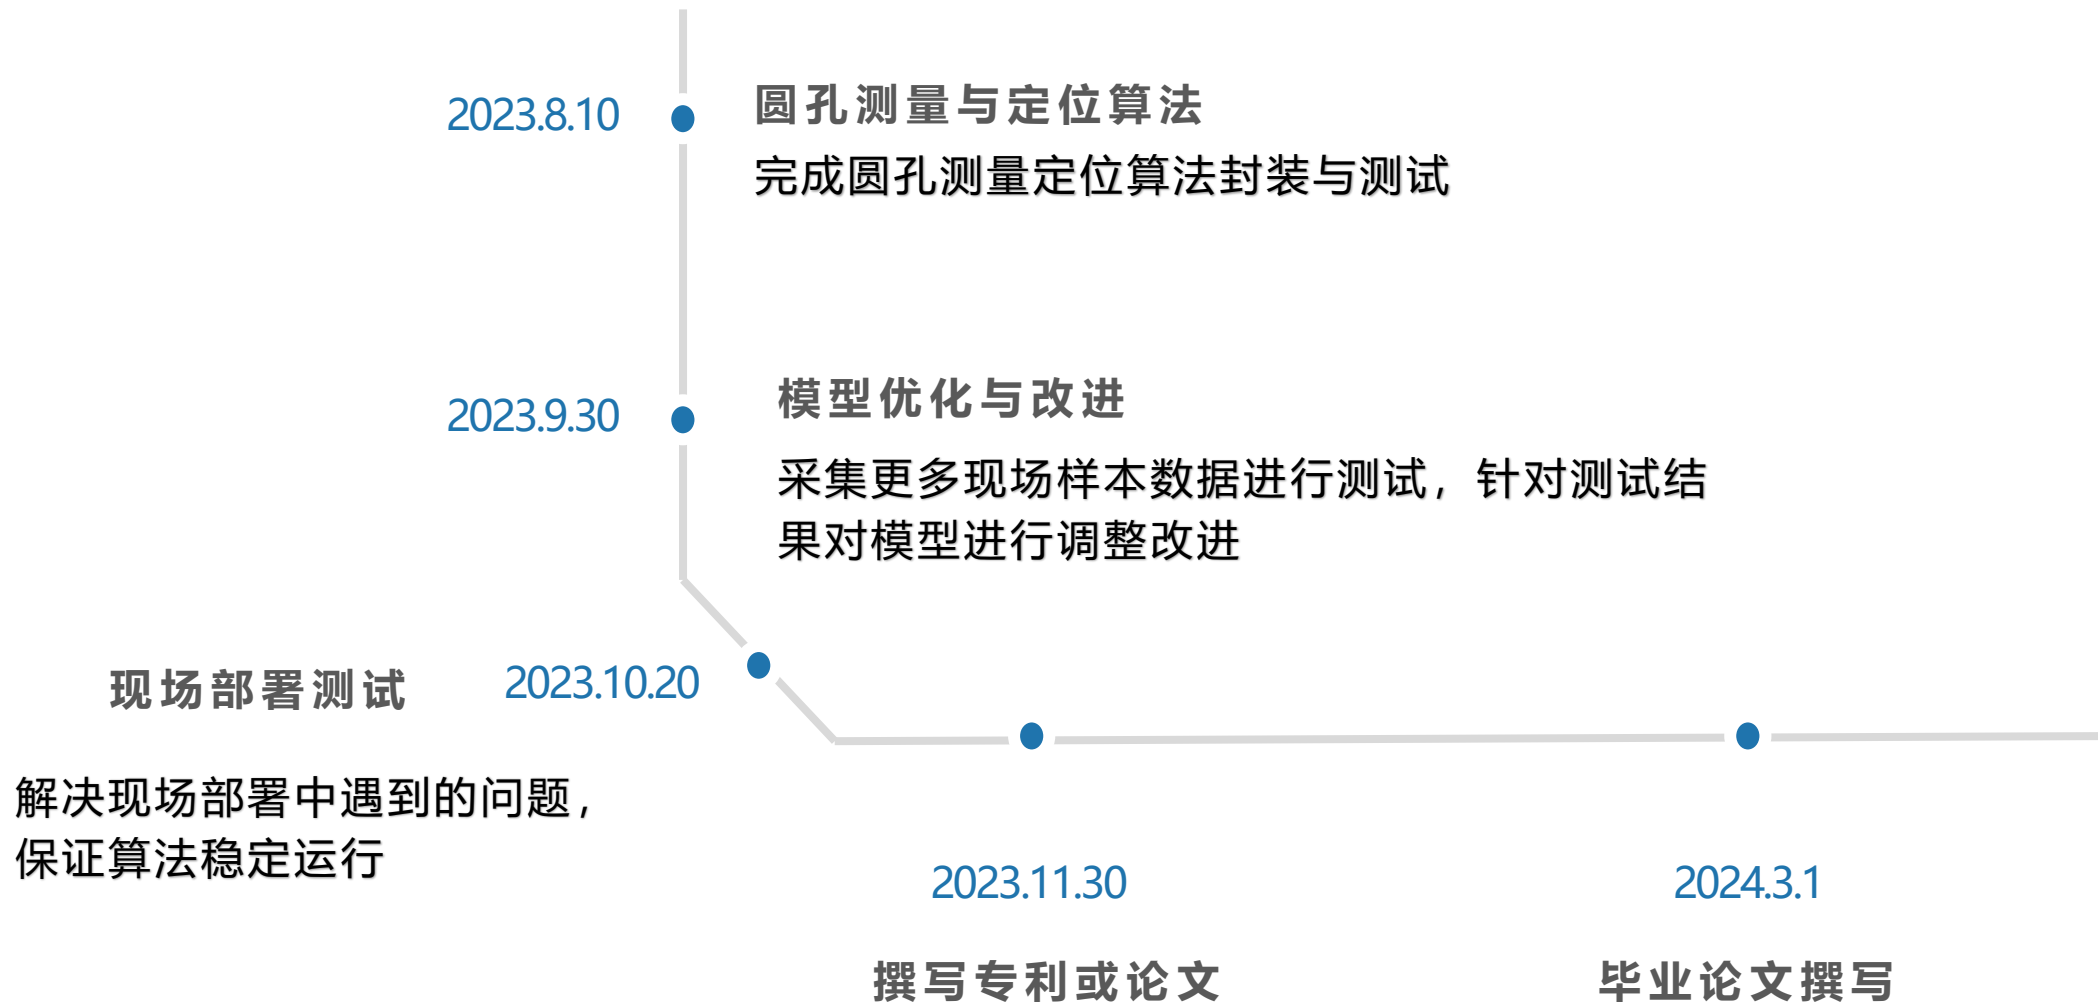 2023.8.10
圆孔测量与定位算法
完成圆孔测量定位算法封装与测试
2023.9.30
模型优化与改进
采集更多现场样本数据进行测试，针对测试结
果对模型进行调整改进
现场部署测试
2023.10.20
解决现场部署中遇到的问题，
保证算法稳定运行
2023.11.30
撰写专利或论文
2024.3.1
毕业论文撰写